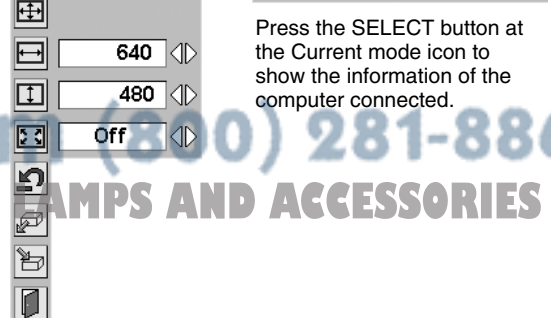 Press the SELECT button at
the Current mode icon to
show the information of the
computer connected.
640
480
Off
(800) 281-88
AMPS AND ACCESSORIES